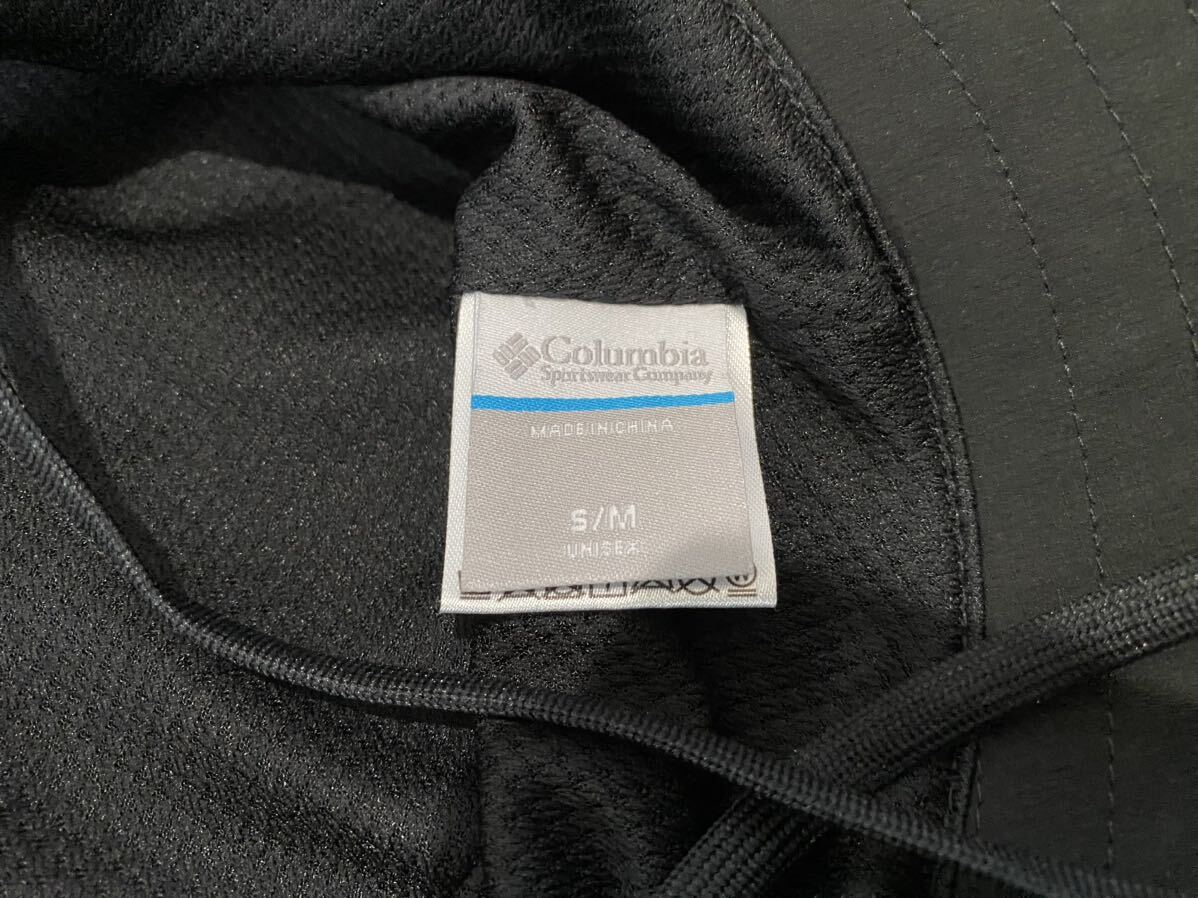 Columbia
Sportswear Company
MADE IN CHINA
S/M
UNISEX